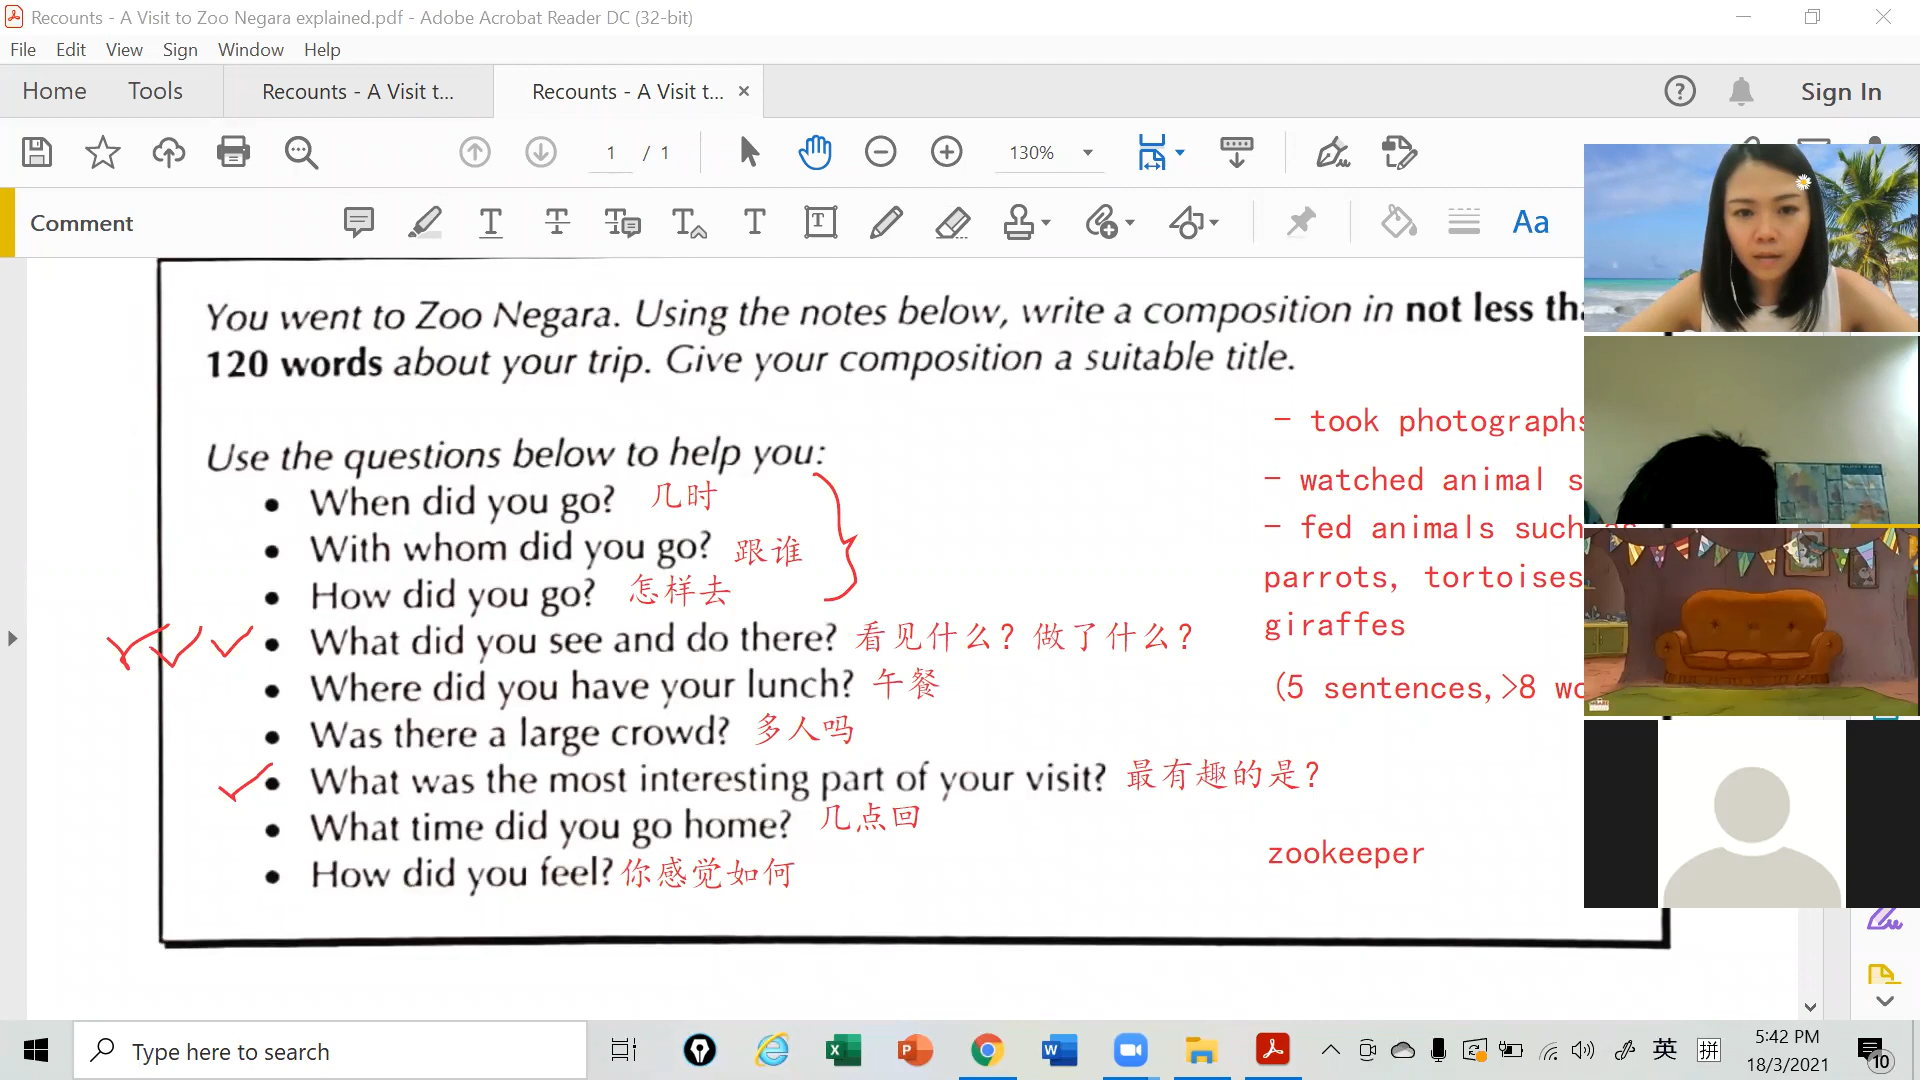 Recounts - A Visit to Zoo Negara explained.pdf - Adobe Acrobat Reader DC (32-bit)
File Edit View Sign Window Help
Home Tools Recounts - A Visit t... Recounts - A Visit t... × Sign In
1 / 1 130%
Comment Aa
You went to Zoo Negara. Using the notes below, write a composition in not less
120 words about your trip. Give your composition a suitable title.
- took photographs
Use the questions below to help you:
- watched animal
• When did you go? 几时
- fed animals such as
• With whom did you go? 跟谁
parrots, tortoises
• How did you go? 怎样去
giraffes
• What did you see and do there? 看见什么? 做了什么?
• Where did you have your lunch? 午餐
(5 sentences,>8
• Was there a large crowd? 多人吗
• What was the most interesting part of your visit? 最有趣的是?
• What time did you go home? 几点回
zookeeper
• How did you feel? 你感觉如何
Type here to search
英 拼
5:42 PM
18/3/2021
10